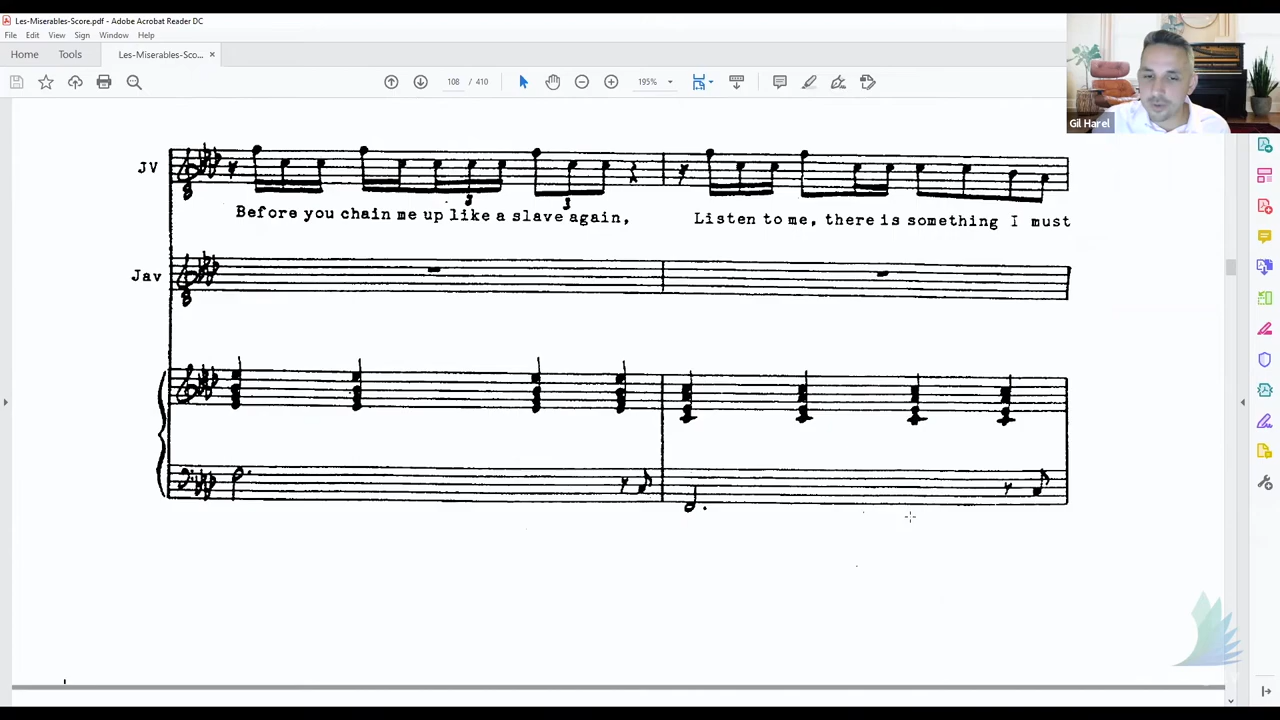 Les-Miserables-Score.pdf - Adobe Acrobat Reader DC
File Edit View Sign Window Help
Home Tools Les-Miserables-Sco... ×
108 / 410 195%
Gil Harel
JV
3 3
Before you chain me up like a slave again, Listen to me, there is something I must
Jav